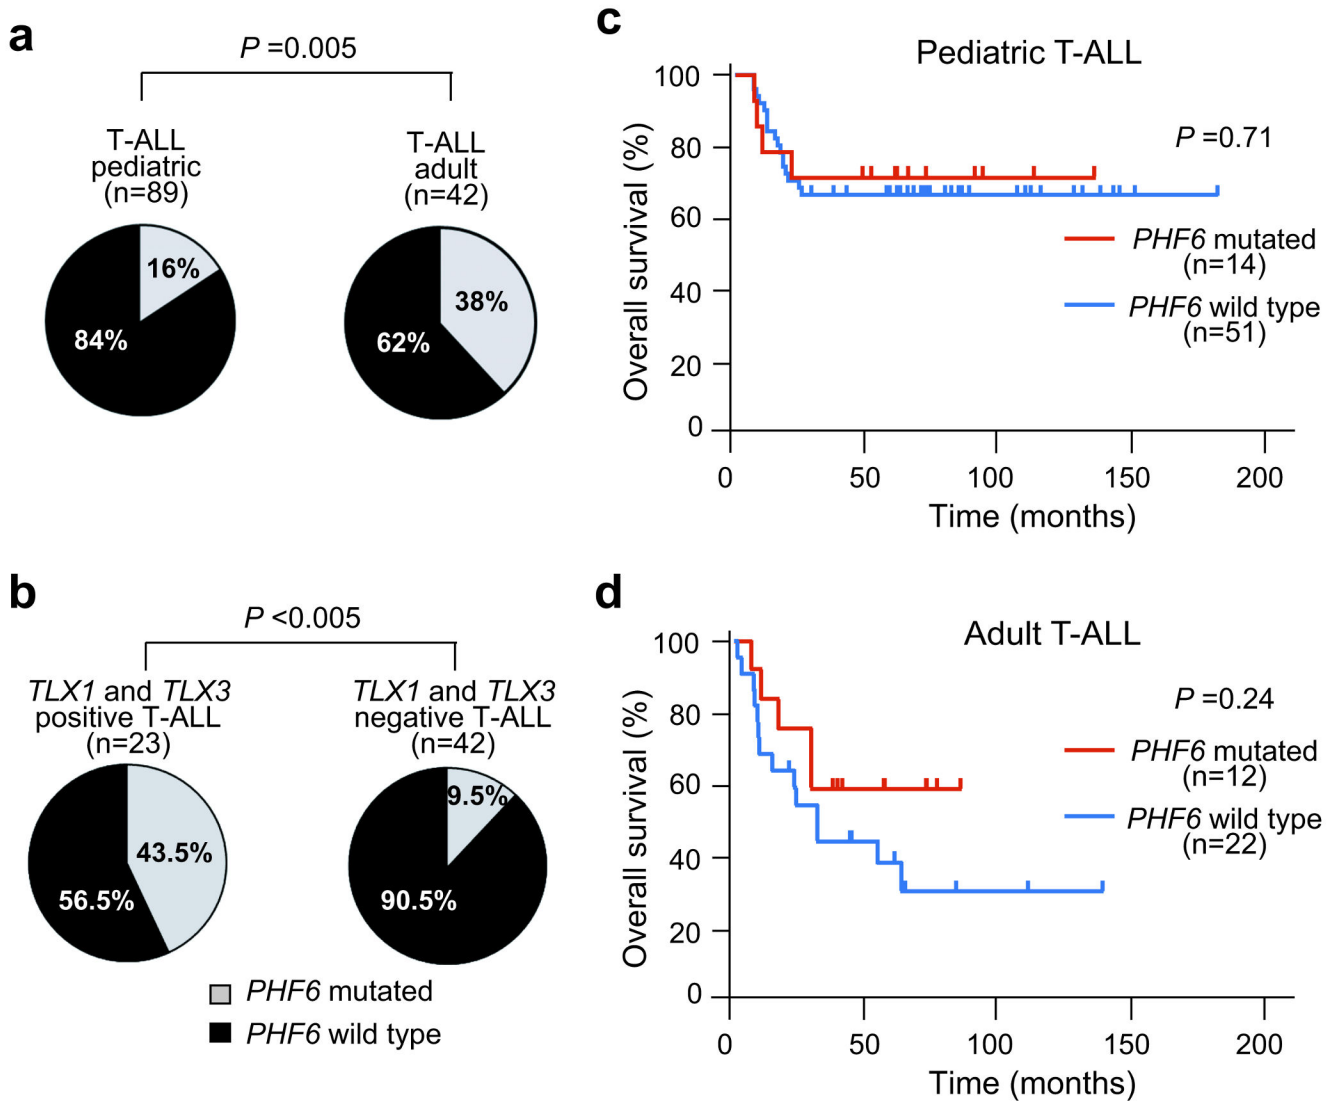 a
P =0.005
T-ALL
pediatric
(n=89)
T-ALL
adult
(n=42)
16%
84%
38%
62%
b
P <0.005
TLX1 and TLX3
positive T-ALL
(n=23)
TLX1 and TLX3
negative T-ALL
(n=42)
43.5%
56.5%
9.5%
90.5%
PHF6 mutated
PHF6 wild type
c
Pediatric T-ALL
P =0.71
Overall survival (%)
100
80
60
40
20
0
PHF6 mutated
(n=14)
PHF6 wild type
(n=51)
0 50 100 150 200
Time (months)
d
Adult T-ALL
P =0.24
Overall survival (%)
100
80
60
40
20
0
PHF6 mutated
(n=12)
PHF6 wild type
(n=22)
0 50 100 150 200
Time (months)